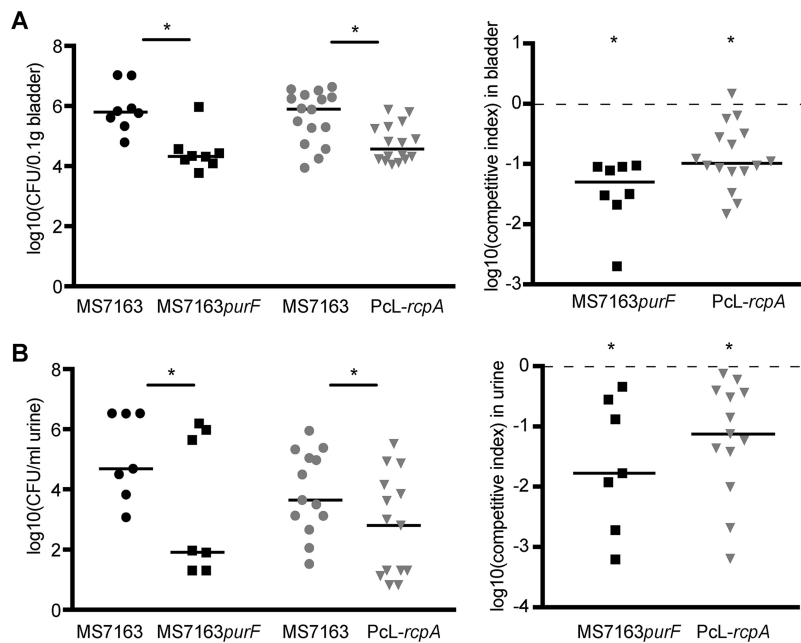 A
*
*
8
6
4
2
0
log10(CFU/0.1g bladder)
MS7163
MS7163purF
MS7163
PcL-rcpA
*
*
1
0
-1
-2
-3
log10(competitive index) in bladder
MS7163purF
PcL-rcpA
B
*
*
8
6
4
2
0
log10(CFU/ml urine)
MS7163
MS7163purF
MS7163
PcL-rcpA
*
*
0
-1
-2
-3
-4
log10(competitive index) in urine
MS7163purF
PcL-rcpA